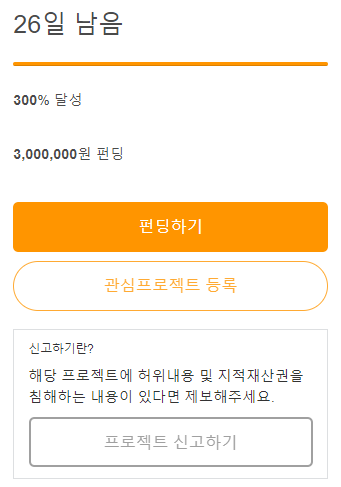 26일 남음
300% 달성
3,000,000원 펀딩
펀딩하기
관심프로젝트 등록
신고하기란?
해당 프로젝트에 허위내용 및 지적재산권을
침해하는 내용이 있다면 제보해주세요.
프로젝트 신고하기